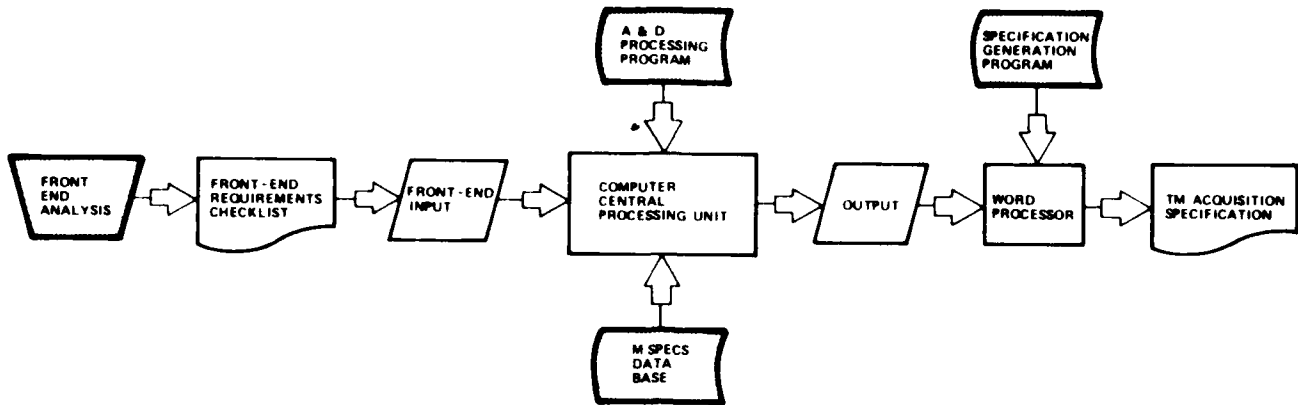 A & D
PROCESSING
PROGRAM
SPECIFICATION
GENERATION
PROGRAM
FRONT
END
ANALYSIS
FRONT-END
REQUIREMENTS
CHECKLIST
FRONT-END
INPUT
COMPUTER
CENTRAL
PROCESSING UNIT
OUTPUT
WORD
PROCESSOR
TM ACQUISITION
SPECIFICATION
M SPECS
DATA
BASE